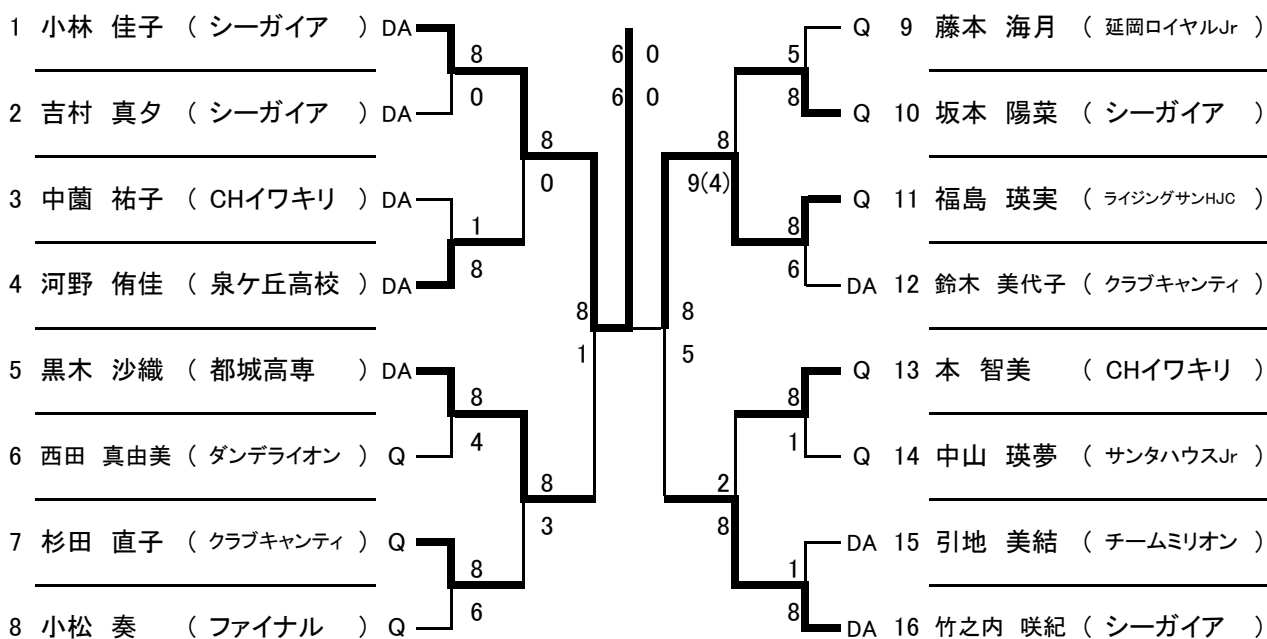 1 小林 佳子 ( シーガイア ) DA
8
0
2 吉村 真夕 ( シーガイア ) DA
8
0
3 中薗 祐子 ( CHイワキリ ) DA
1
8
4 河野 侑佳 ( 泉ケ丘高校 ) DA
8
1
5 黒木 沙織 ( 都城高専 ) DA
8
4
6 西田 真由美 ( ダンデライオン ) Q
8
3
7 杉田 直子 ( クラブキャンティ ) Q
8
6
8 小松 奏 ( ファイナル ) Q
6 0
6 0
Q 9 藤本 海月 ( 延岡ロイヤルJr )
5
8
Q 10 坂本 陽菜 ( シーガイア )
8
9(4)
Q 11 福島 瑛実 ( ライジングサンHJC )
8
6
DA 12 鈴木 美代子 ( クラブキャンティ )
8
5
Q 13 本 智美 ( CHイワキリ )
8
1
Q 14 中山 瑛夢 ( サンタハウスJr )
2
8
DA 15 引地 美結 ( チームミリオン )
1
8
DA 16 竹之内 咲紀 ( シーガイア )